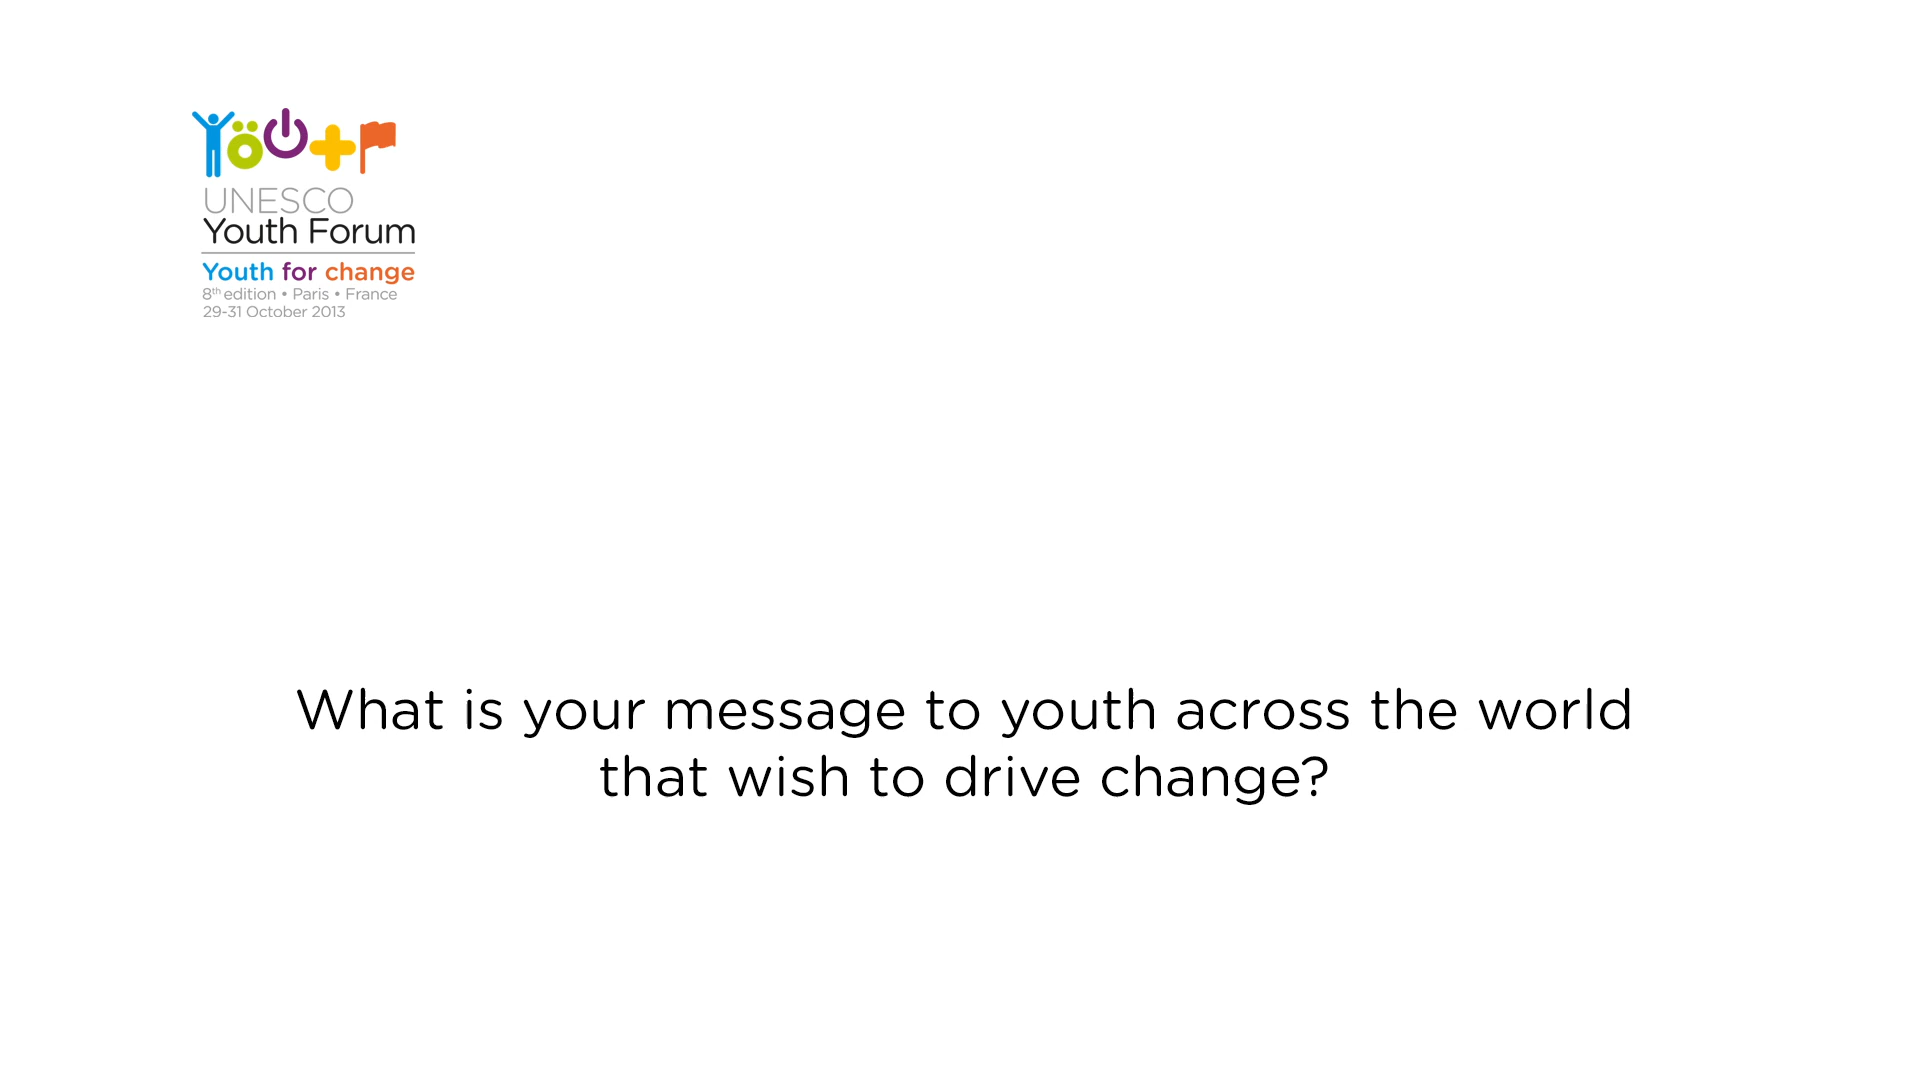 UNESCO
Youth Forum
Youth for change
8th edition • Paris • France
29-31 October 2013
What is your message to youth across the world
that wish to drive change?